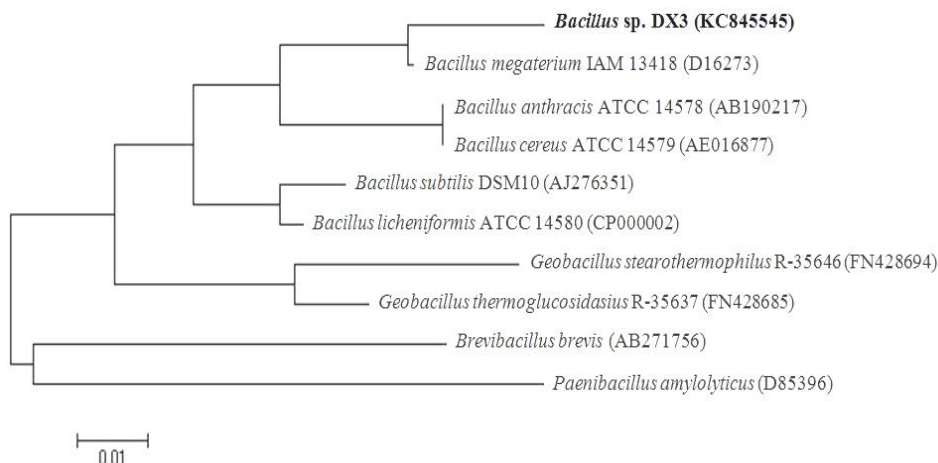 Bacillus sp. DX3 (KC845545)
Bacillus megaterium IAM 13418 (D16273)
Bacillus anthracis ATCC 14578 (AB190217)
Bacillus cereus ATCC 14579 (AE016877)
Bacillus subtilis DSM10 (AJ276351)
Bacillus licheniformis ATCC 14580 (CP000002)
Geobacillus stearothermophilus R-35646 (FN428694)
Geobacillus thermoglucosidasius R-35637 (FN428685)
Brevibacillus brevis (AB271756)
Paenibacillus amylolyticus (D85396)
0.01